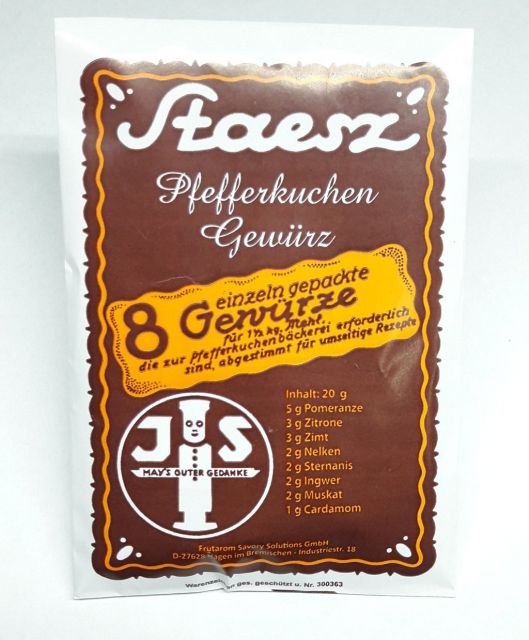 Staesz
Pfefferkuchen
Gewürz
8 einzeln gepackte
Gewürze
für 1½ kg. Mehl.
die zur Pfefferkuchenbäckerei erforderlich
sind, abgestimmt für umseitige Rezepte
J S
MAY'S GUTER GEDANKE
Inhalt: 20 g
5 g Pomeranze
3 g Zitrone
3 g Zimt
2 g Nelken
2 g Sternanis
2 g Ingwer
2 g Muskat
1 g Cardamom
Frutarom Savory Solutions GmbH
D-27628 Hagen im Bremischen - Industriestr. 18
ges. geschützt u. Nr. 300363